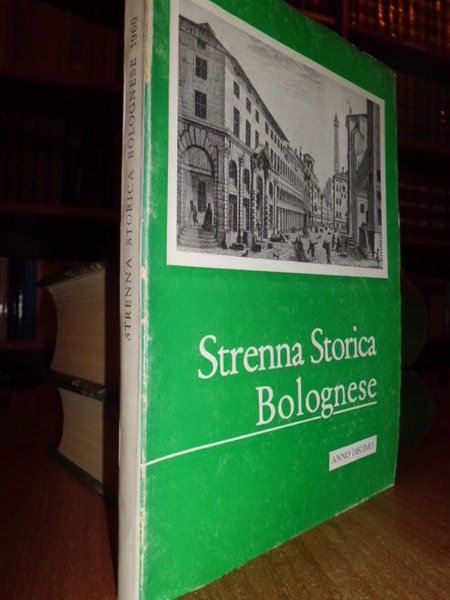 STRENNA STORICA BOLOGNESE 1960
Strenna Storica
Bolognese
ANNO DECIMO